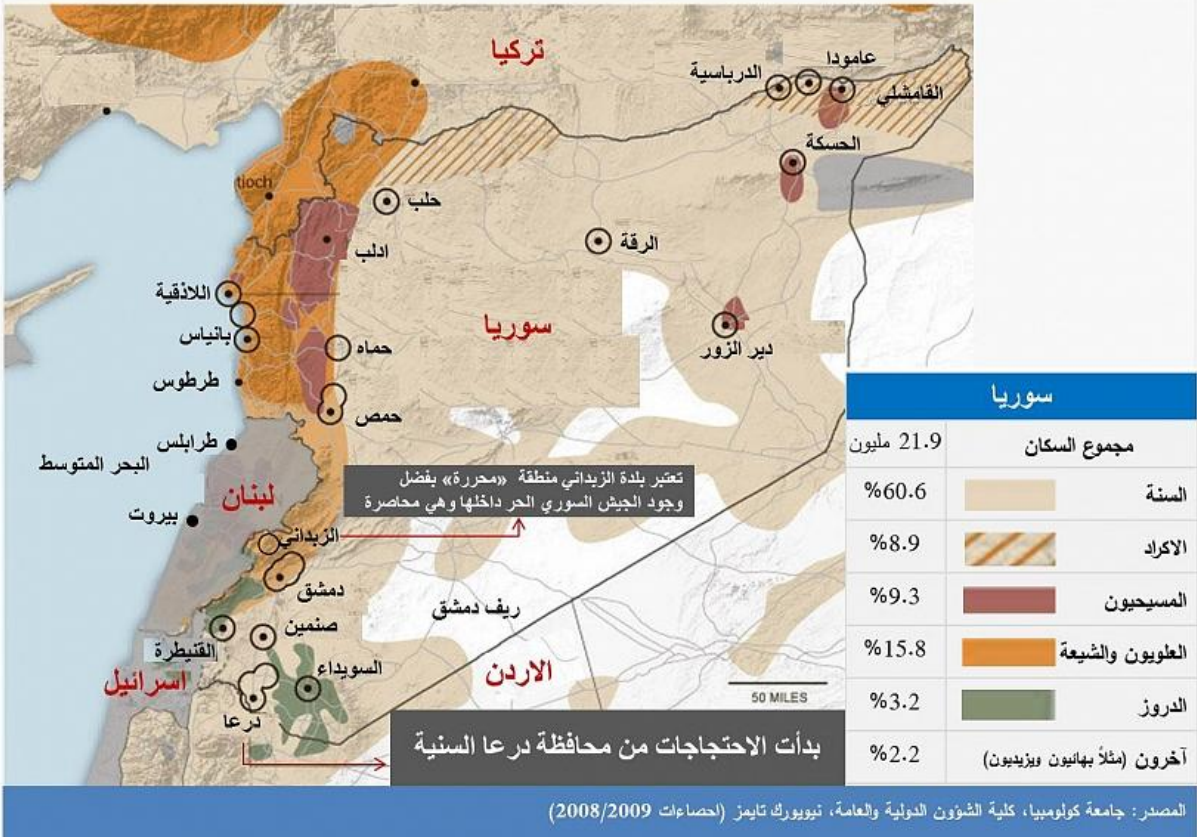 تركيا
عامودا
الدرباسية
القامشلي
الحسكة
tioch
حلب
ادلب
الرقة
اللاذقية
سوريا
بانياس
حماه
دير الزور
طرطوس
حمص
طرابلس
البحر المتوسط
لبنان
بيروت
تعتبر بلدة الزبداني منطقة «محررة» بفضل
وجود الجيش السوري الحر داخلها وهي محاصرة
الزبداني
دمشق
ريف دمشق
صنمين
القنيطرة
السويداء
اسرائيل
الاردن
درعا
50 MILES
بدأت الاحتجاجات من محافظة درعا السنية
سوريا
مجموع السكان 21.9 مليون
السنة %60.6
الاكراد %8.9
المسيحيون %9.3
العلويون والشيعة %15.8
الدروز %3.2
آخرون (مثلاً بهائيون ويزيديون) %2.2
المصدر: جامعة كولومبيا، كلية الشؤون الدولية والعامة، نيويورك تايمز (احصاءات 2008/2009)